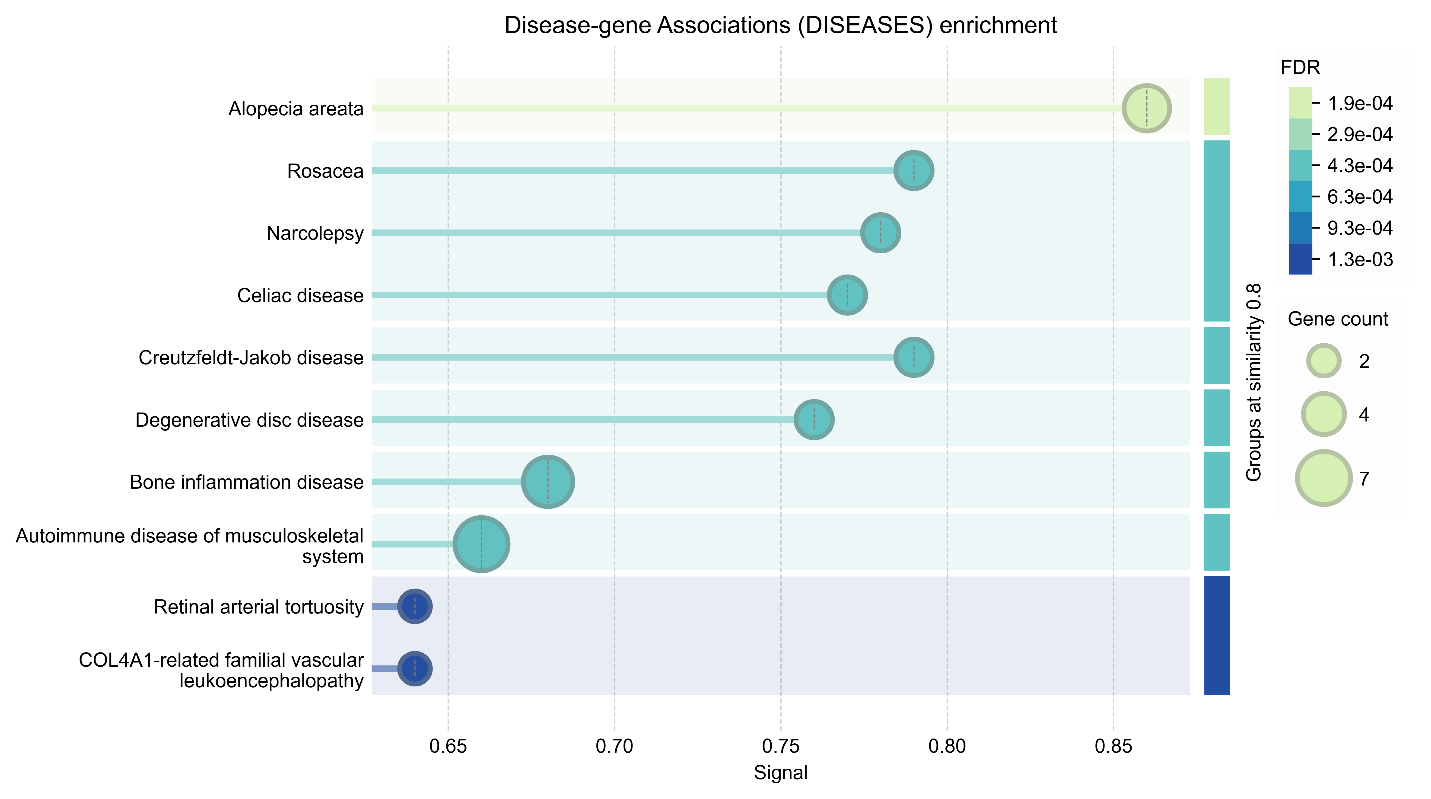 Disease-gene Associations (DISEASES) enrichment
Alopecia areata
Rosacea
Narcolepsy
Celiac disease
Creutzfeldt-Jakob disease
Degenerative disc disease
Bone inflammation disease
Autoimmune disease of musculoskeletal
system
Retinal arterial tortuosity
COL4A1-related familial vascular
leukoencephalopathy
0.65
0.70
0.75
0.80
0.85
Signal
Groups at similarity 0.8
FDR
1.9e-04
2.9e-04
4.3e-04
6.3e-04
9.3e-04
1.3e-03
Gene count
2
4
7